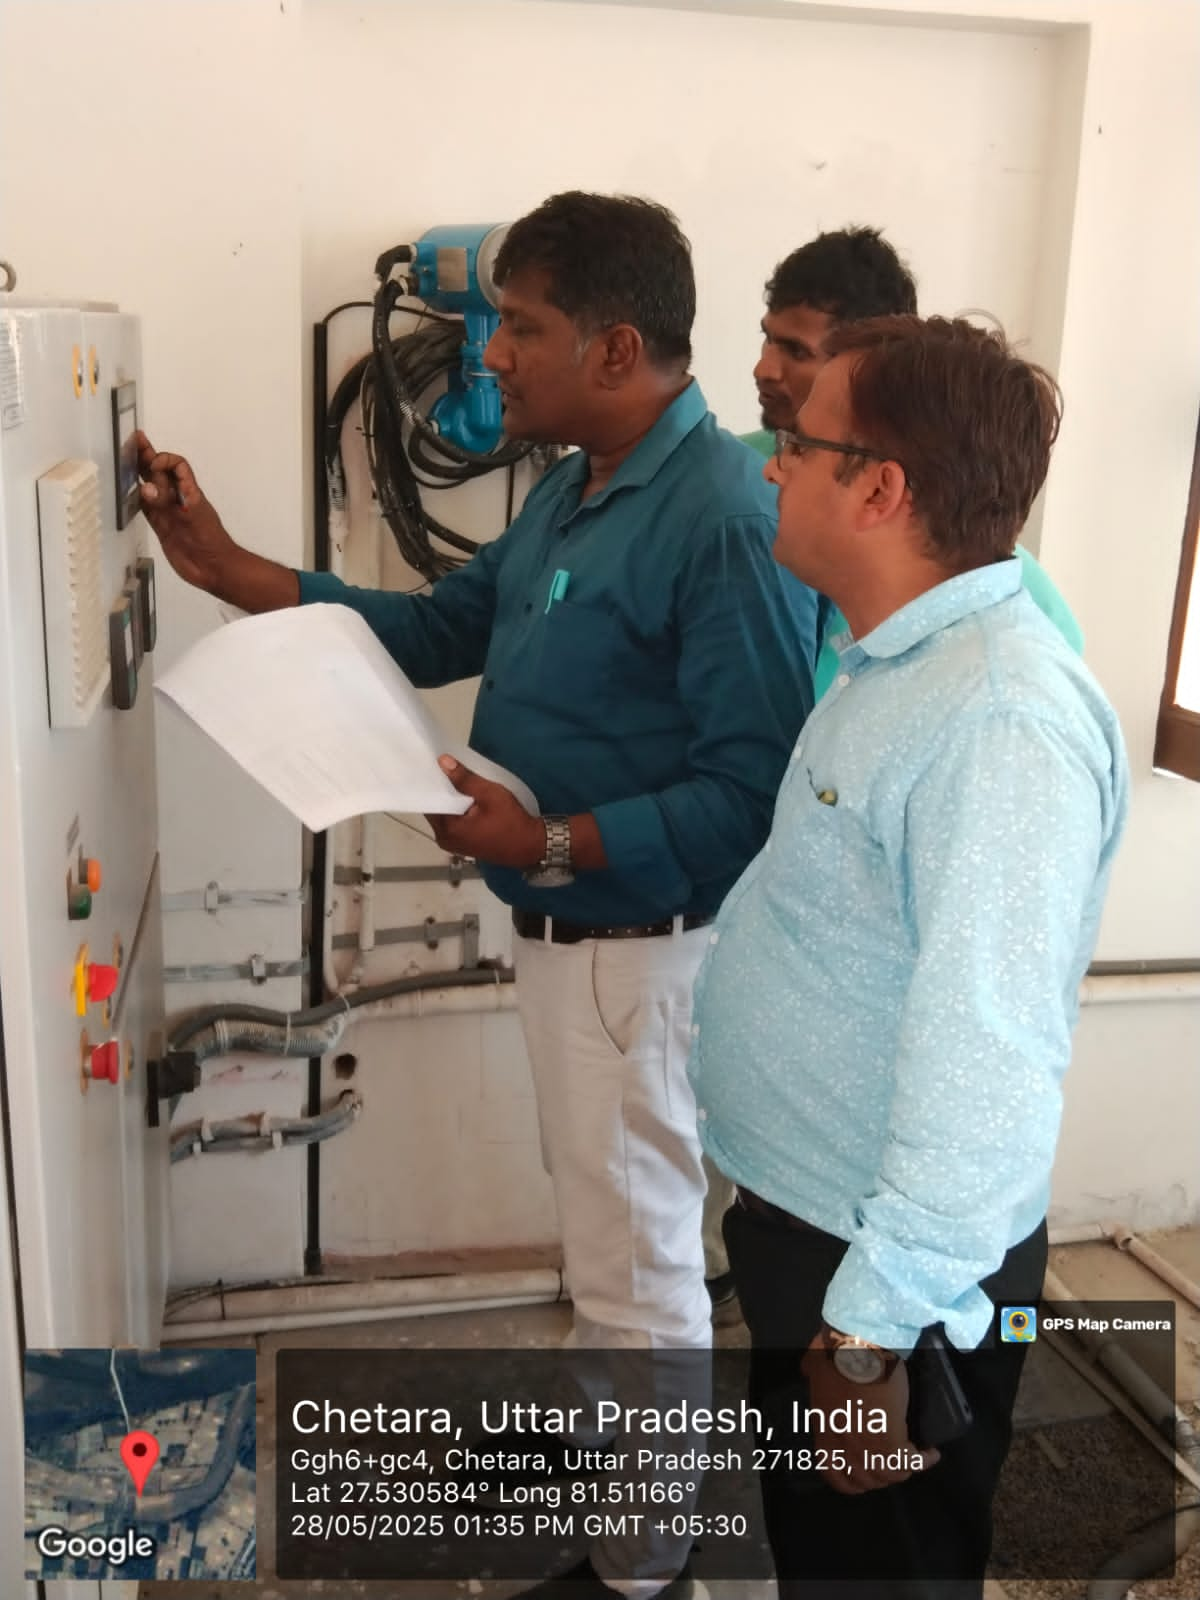 GPS Map Camera
Chetara, Uttar Pradesh, India
Ggh6+gc4, Chetara, Uttar Pradesh 271825, India
Lat 27.530584° Long 81.51166°
28/05/2025 01:35 PM GMT +05:30
Google